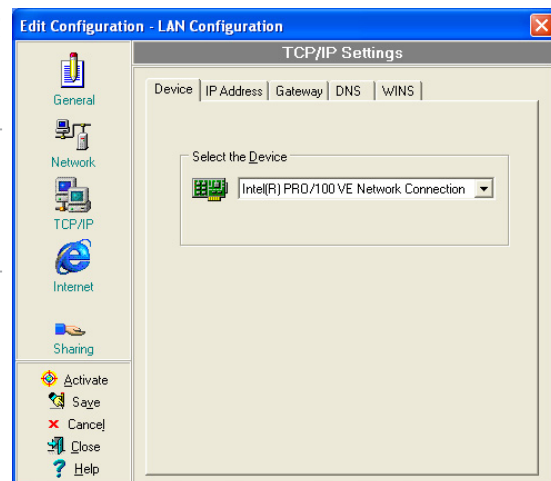 Edit Configuration - LAN Configuration
TCP/IP Settings
General
Network
TCP/IP
Internet
Sharing
Activate
Save
Cancel
Close
Help
Device
IP Address
Gateway
DNS
WINS
Select the Device
Intel(R) PRO/100 VE Network Connection